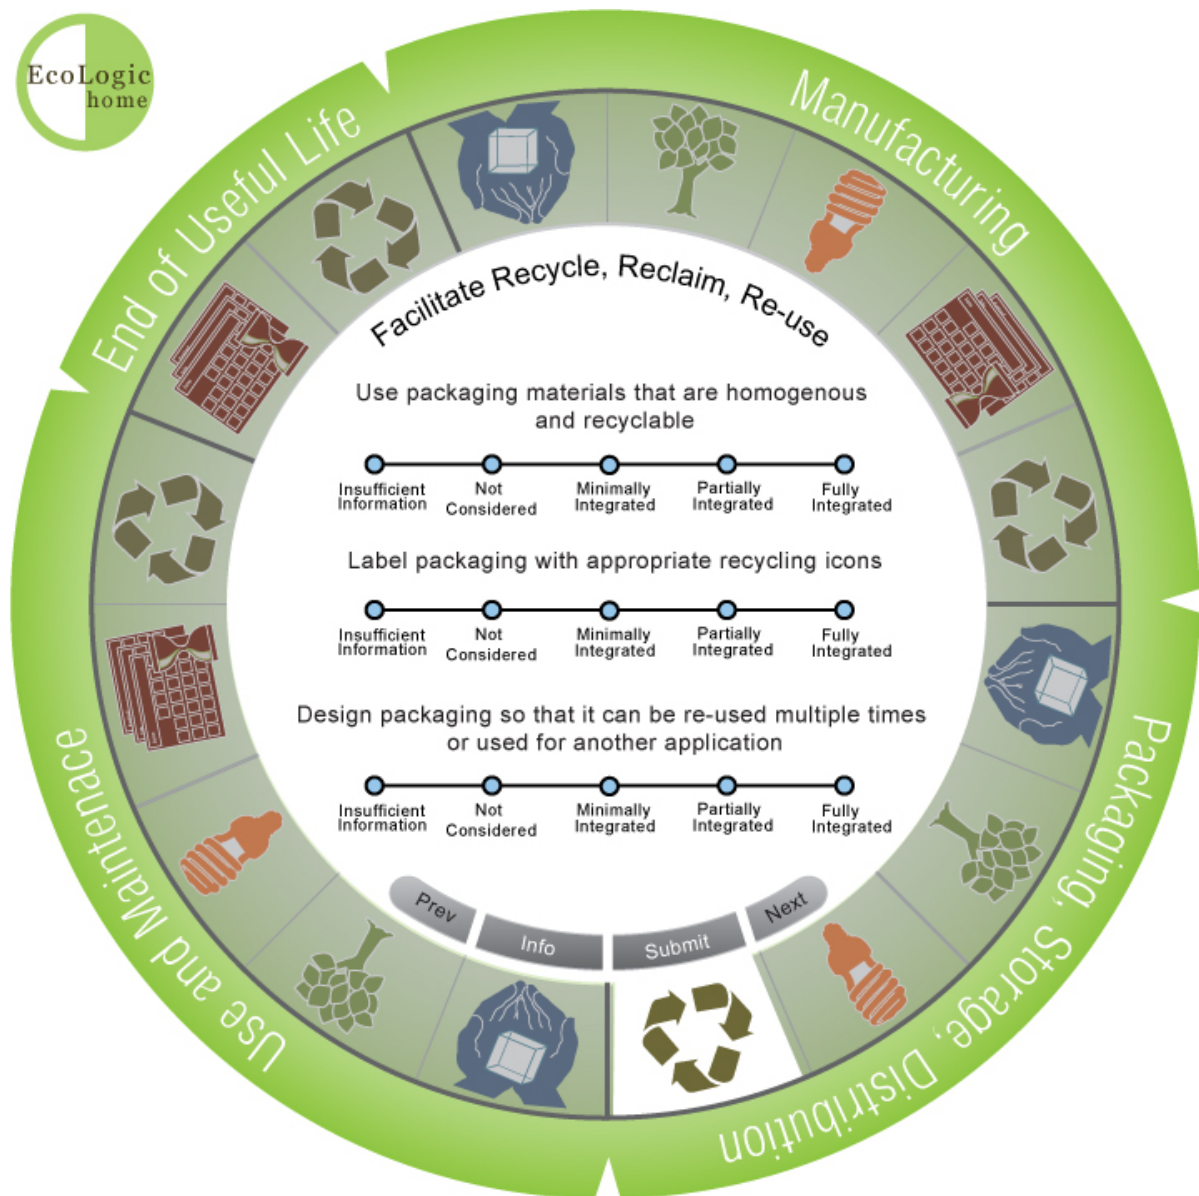 EcoLogic
home
Manufacturing
Packaging, Storage, Distribution
Use and Maintenace
End of Useful Life
Facilitate Recycle, Reclaim, Re-use
Use packaging materials that are homogenous
and recyclable
Insufficient Information
Not Considered
Minimally Integrated
Partially Integrated
Fully Integrated
Label packaging with appropriate recycling icons
Insufficient Information
Not Considered
Minimally Integrated
Partially Integrated
Fully Integrated
Design packaging so that it can be re-used multiple times
or used for another application
Insufficient Information
Not Considered
Minimally Integrated
Partially Integrated
Fully Integrated
Prev
Info
Submit
Next